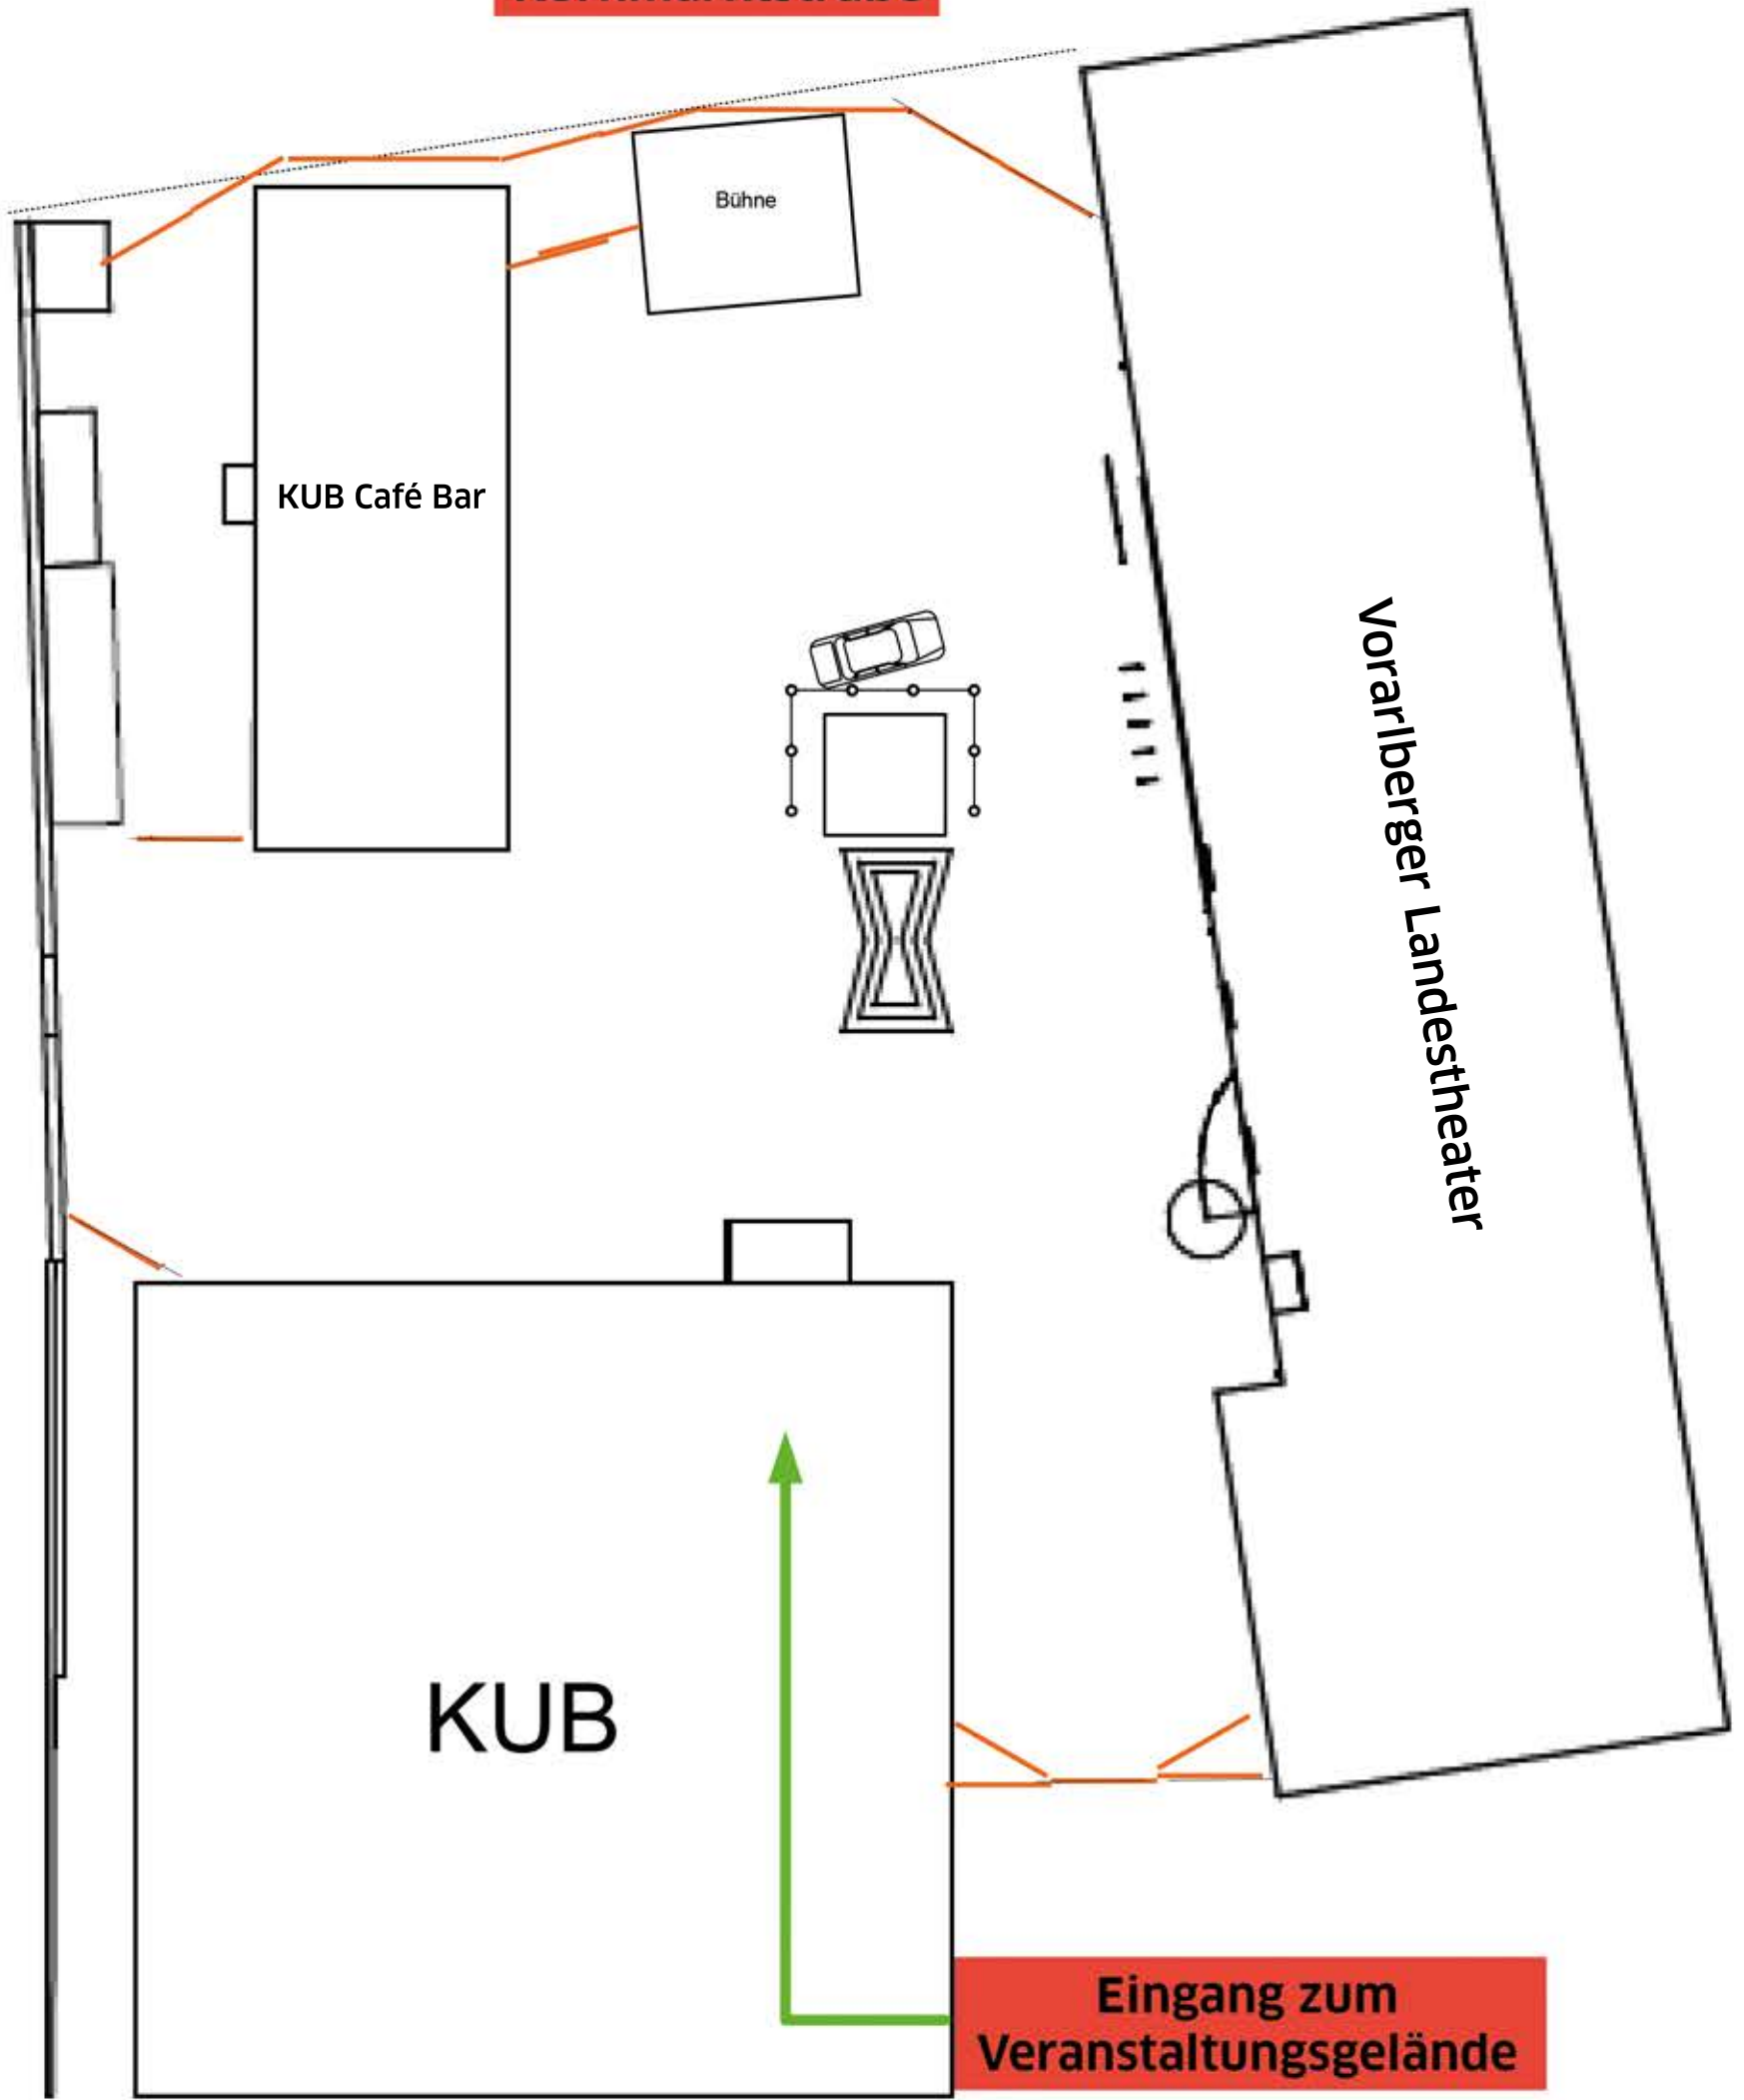 Bühne
KUB Café Bar
Vorarlberger Landestheater
KUB
Eingang zum
Veranstaltungsgelände